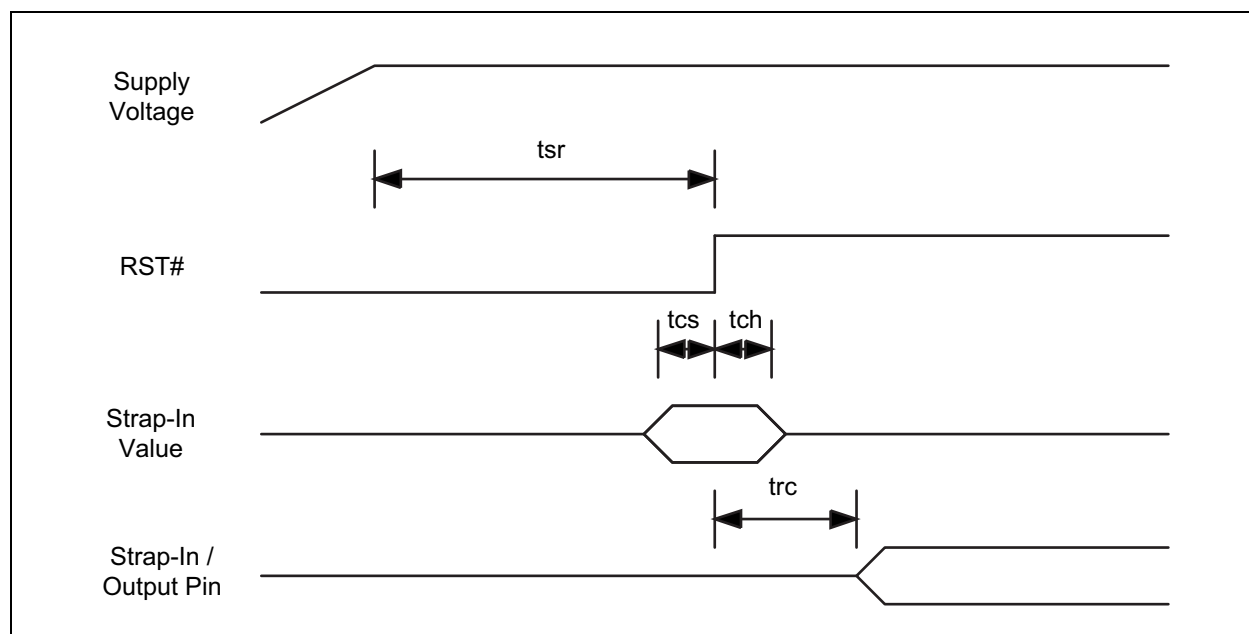 Supply
Voltage
tsr
RST#
tcs
tch
Strap-In
Value
trc
Strap-In /
Output Pin